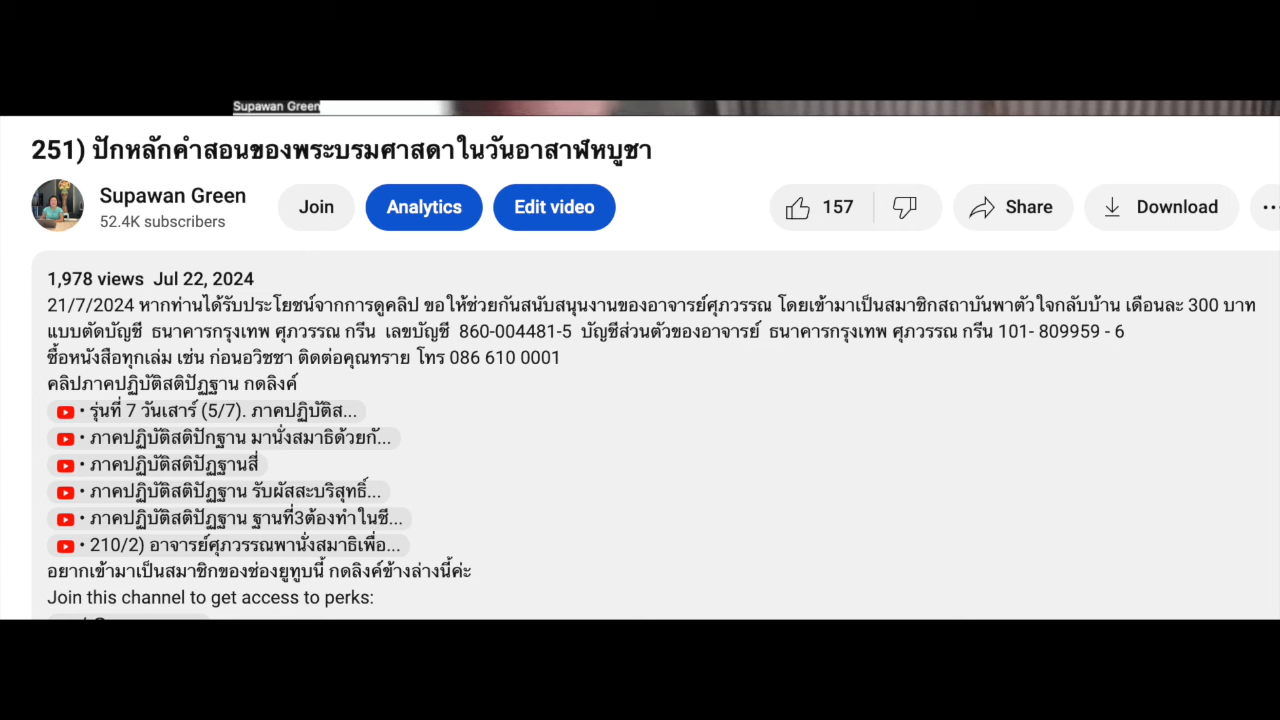 Supawan Green
251) ปักหลักคำสอนของพระบรมศาสดาในวันอาสาฬหบูชา
Supawan Green
52.4K subscribers
Join
Analytics
Edit video
157
Share
Download
1,978 views Jul 22, 2024
21/7/2024 หากท่านได้รับประโยชน์จากการดูคลิป ขอให้ช่วยกันสนับสนุนงานของอาจารย์ศุภวรรณ โดยเข้ามาเป็นสมาชิกสถาบันพาตัวใจกลับบ้าน เดือนละ 300 บาท
แบบตัดบัญชี ธนาคารกรุงเทพ ศุภวรรณ กรีน เลขบัญชี 860-004481-5 บัญชีส่วนตัวของอาจารย์ ธนาคารกรุงเทพ ศุภวรรณ กรีน 101- 809959 - 6
ซื้อหนังสือทุกเล่ม เช่น ก่อนอวิชชา ติดต่อคุณทราย โทร 086 610 0001
คลิปภาคปฏิบัติสติปัฏฐาน กดลิงค์
• รุ่นที่ 7 วันเสาร์ (5/7). ภาคปฏิบัติส...
• ภาคปฏิบัติสติปักฐาน มานั่งสมาธิด้วยกั...
• ภาคปฏิบัติสติปัฏฐานสี่
• ภาคปฏิบัติสติปัฏฐาน รับผัสสะบริสุทธิ์...
• ภาคปฏิบัติสติปัฏฐาน ฐานที่3ต้องทำในชี...
• 210/2) อาจารย์ศุภวรรณพานั่งสมาธิเพื่อ...
อยากเข้ามาเป็นสมาชิกของช่องยูทูบนี้ กดลิงค์ข้างล่างนี้ค่ะ
Join this channel to get access to perks: